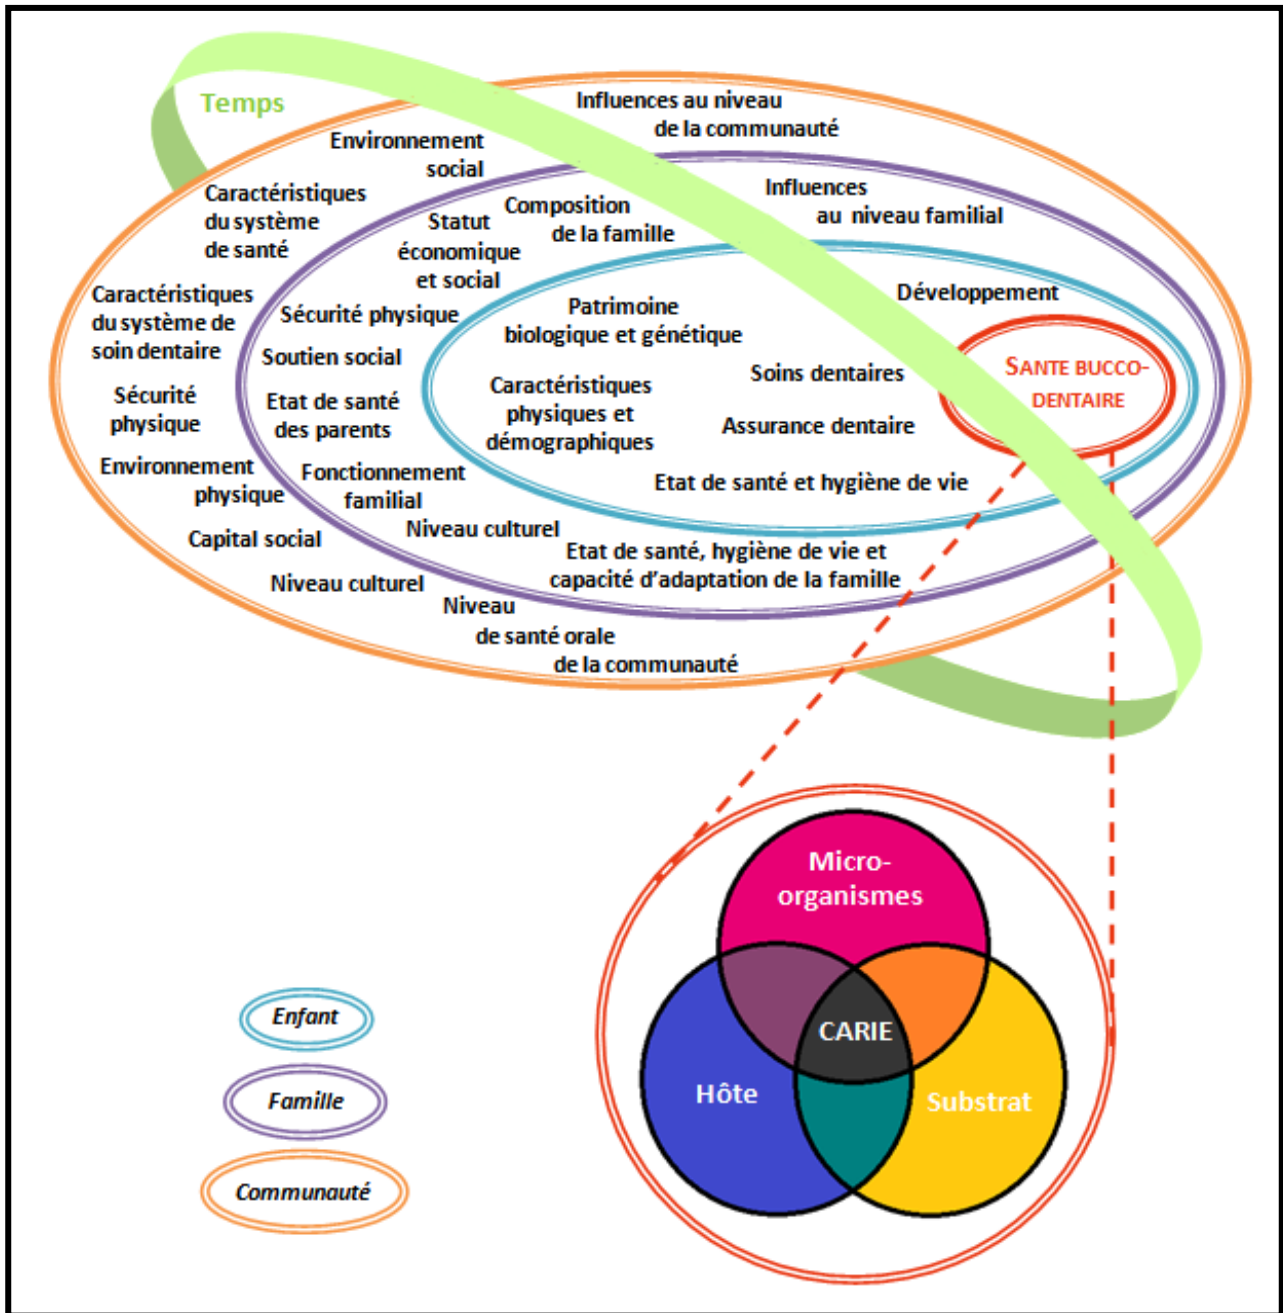 Temps
Influences au niveau
de la communauté
Environnement
social
Caractéristiques
du système
de santé
Caractéristiques
du système de
soin dentaire
Sécurité
physique
Environnement
physique
Capital social
Niveau culturel
Niveau
de santé orale
de la communauté
Influences
au niveau familial
Composition
de la famille
Statut
économique
et social
Sécurité physique
Soutien social
Etat de santé
des parents
Fonctionnement
familial
Niveau culturel
Etat de santé, hygiène de vie et
capacité d'adaptation de la famille
Développement
Patrimoine
biologique et génétique
Soins dentaires
Caractéristiques
physiques et
démographiques
Assurance dentaire
Etat de santé et hygiène de vie
SANTE BUCCO-
DENTAIRE
Micro-
organismes
CARIE
Hôte
Substrat
Enfant
Famille
Communauté